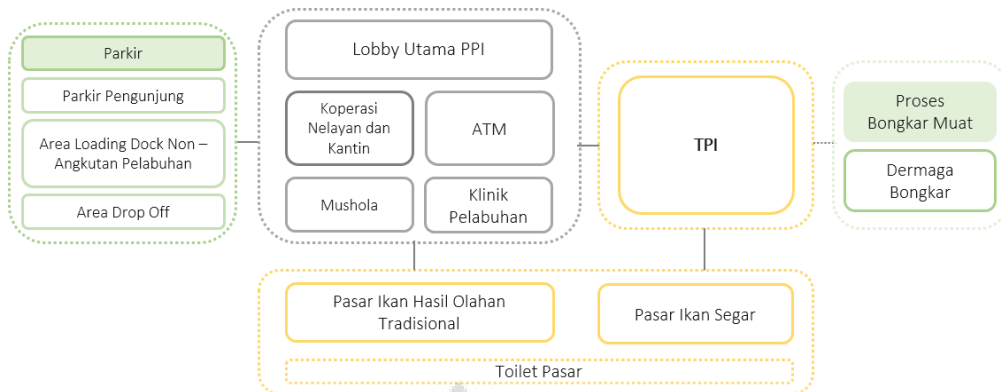 Parkir
Parkir Pengunjung
Area Loading Dock Non –
Angkutan Pelabuhan
Area Drop Off
Lobby Utama PPI
Koperasi
Nelayan dan
Kantin
ATM
Mushola
Klinik
Pelabuhan
TPI
Proses
Bongkar Muat
Dermaga
Bongkar
Pasar Ikan Hasil Olahan
Tradisional
Pasar Ikan Segar
Toilet Pasar